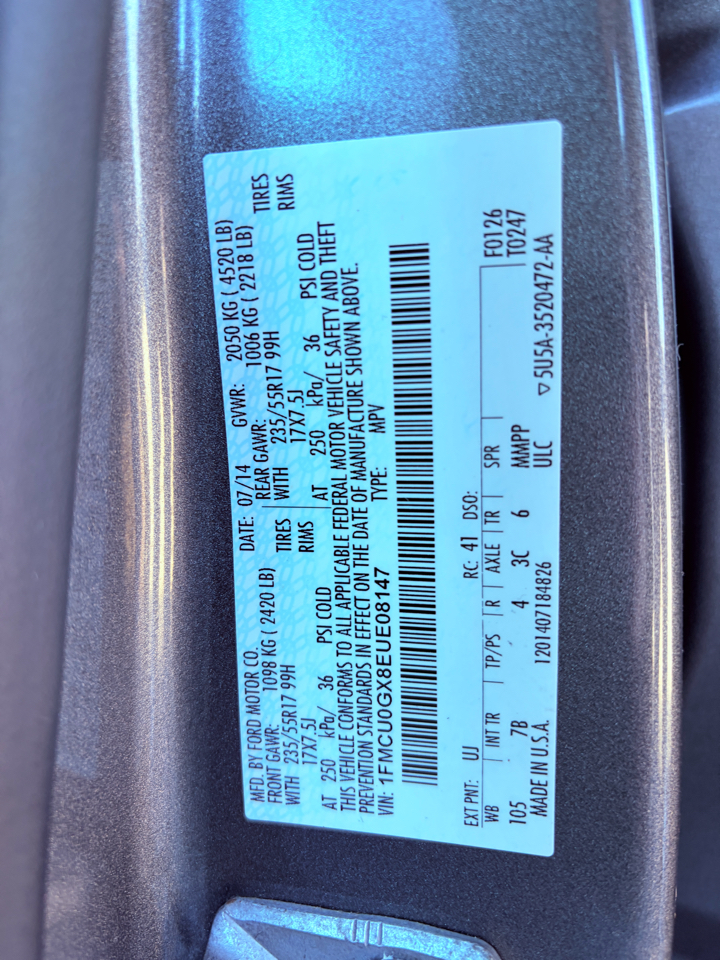 MFD. BY FORD MOTOR CO. DATE: 07/14 GVWR: 2050 KG ( 4520 LB)
FRONT GAWR: 1098 KG ( 2420 LB) REAR GAWR: 1006 KG ( 2218 LB)
WITH 235/55R17 99H TIRES WITH 235/55R17 99H TIRES
17X7.5J RIMS 17X7.5J RIMS
AT 250 kPa/ 36 PSI COLD AT 250 kPa/ 36 PSI COLD
THIS VEHICLE CONFORMS TO ALL APPLICABLE FEDERAL MOTOR VEHICLE SAFETY AND THEFT
PREVENTION STANDARDS IN EFFECT ON THE DATE OF MANUFACTURE SHOWN ABOVE.
VIN: 1FMCU0GX8EUE08147 TYPE: MPV
EXT PNT: UJ RC: 41 DSO: F0126
WB INT TR TP/PS R AXLE TR SPR T0247
105 7B 4 3C 6 MMPP
MADE IN U.S.A. 1201407184826 ULC ▽5U5A-3520472-AA